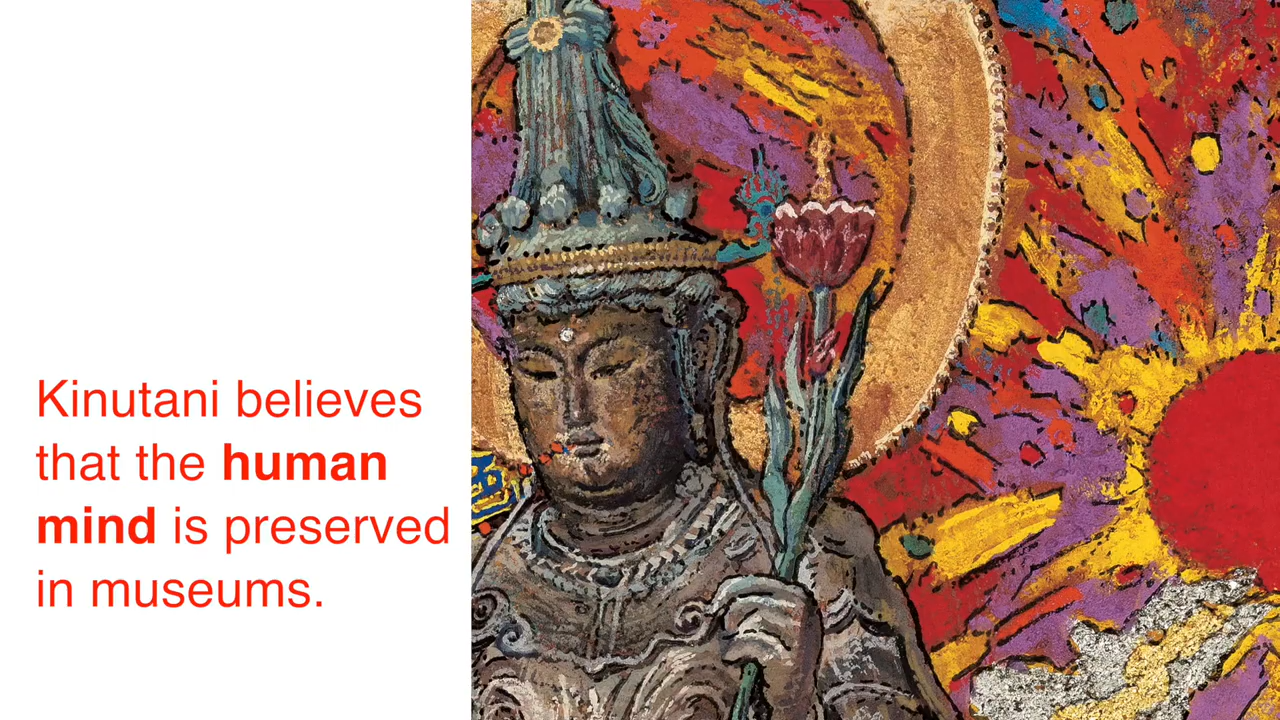 Kinutani believes
that the human
mind is preserved
in museums.